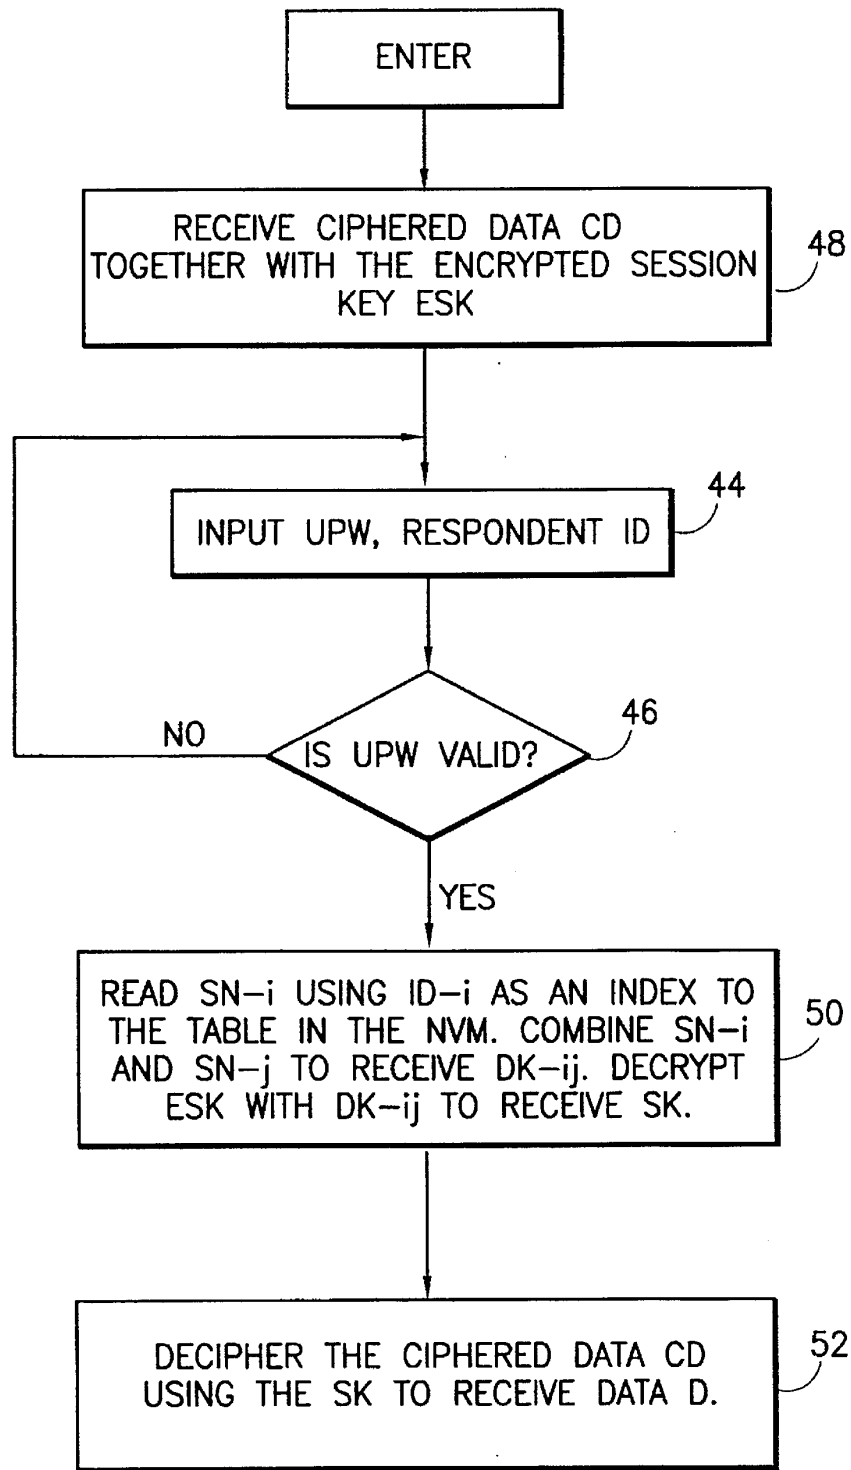 ENTER
RECEIVE CIPHERED DATA CD
TOGETHER WITH THE ENCRYPTED SESSION
KEY ESK
48
INPUT UPW, RESPONDENT ID
44
IS UPW VALID?
46
NO
YES
READ SN-i USING ID-i AS AN INDEX TO
THE TABLE IN THE NVM. COMBINE SN-i
AND SN-j TO RECEIVE DK-ij. DECRYPT
ESK WITH DK-ij TO RECEIVE SK.
50
DECIPHER THE CIPHERED DATA CD
USING THE SK TO RECEIVE DATA D.
52